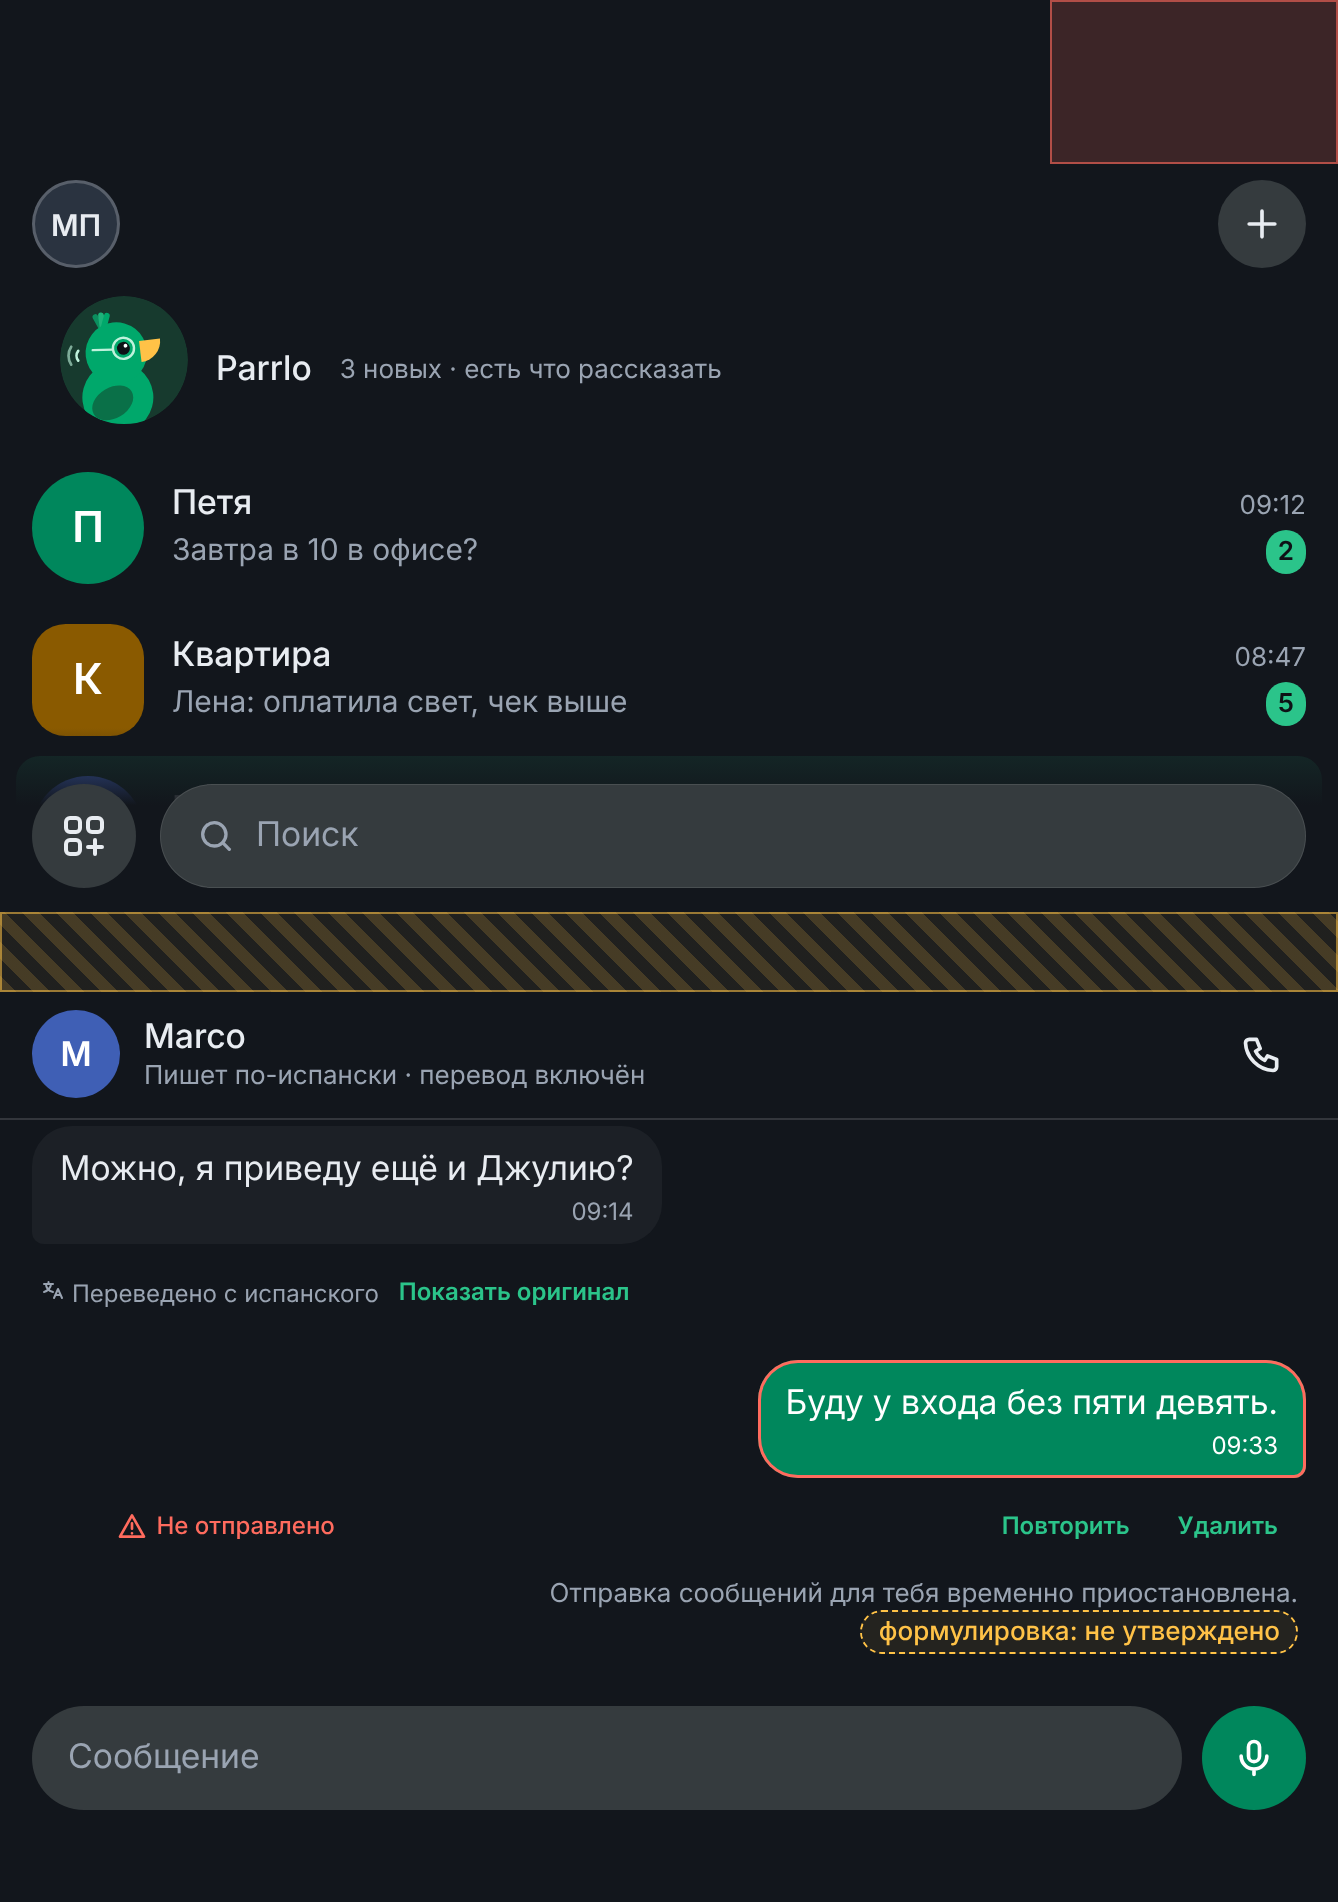 МП
Parrlo 3 новых · есть что рассказать
П
Петя
09:12
Завтра в 10 в офисе?
2
К
Квартира
08:47
Лена: оплатила свет, чек выше
5
Поиск
M
Marco
Пишет по-испански · перевод включён
Можно, я приведу ещё и Джулию?
09:14
Переведено с испанского Показать оригинал
Буду у входа без пяти девять.
09:33
Не отправлено Повторить Удалить
Отправка сообщений для тебя временно приостановлена.
формулировка: не утверждено
Сообщение